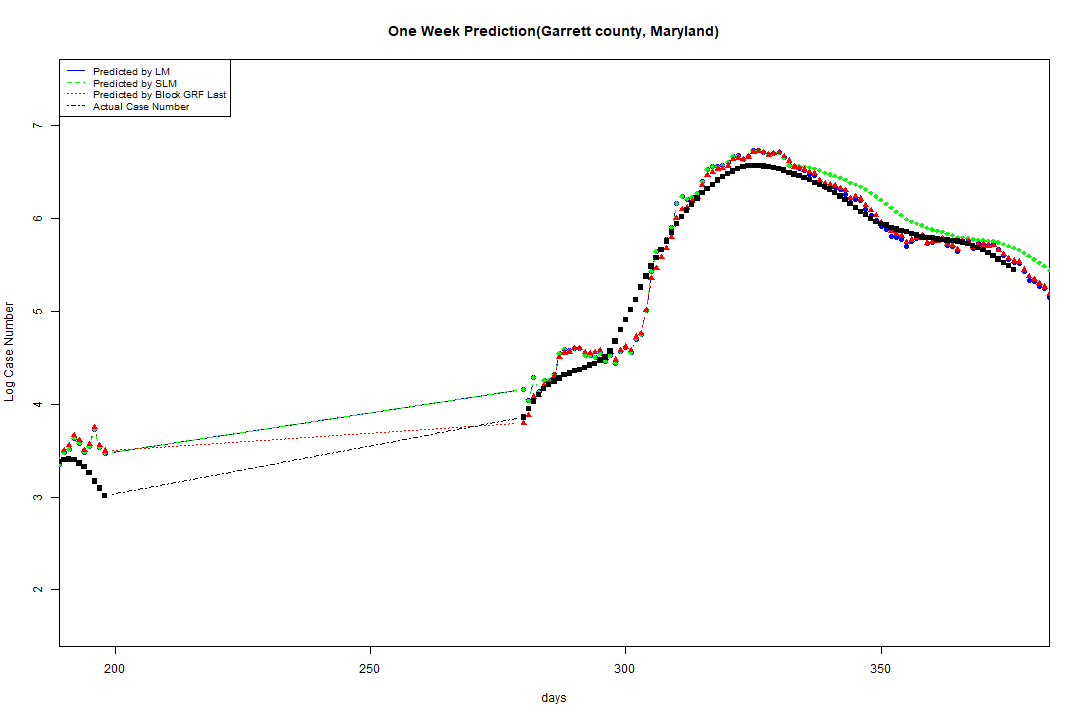 One Week Prediction(Garrett county, Maryland)
Predicted by LM
Predicted by SLM
Predicted by Block GRF Last
Actual Case Number
Log Case Number
7
6
5
4
3
2
200 250 300 350
days